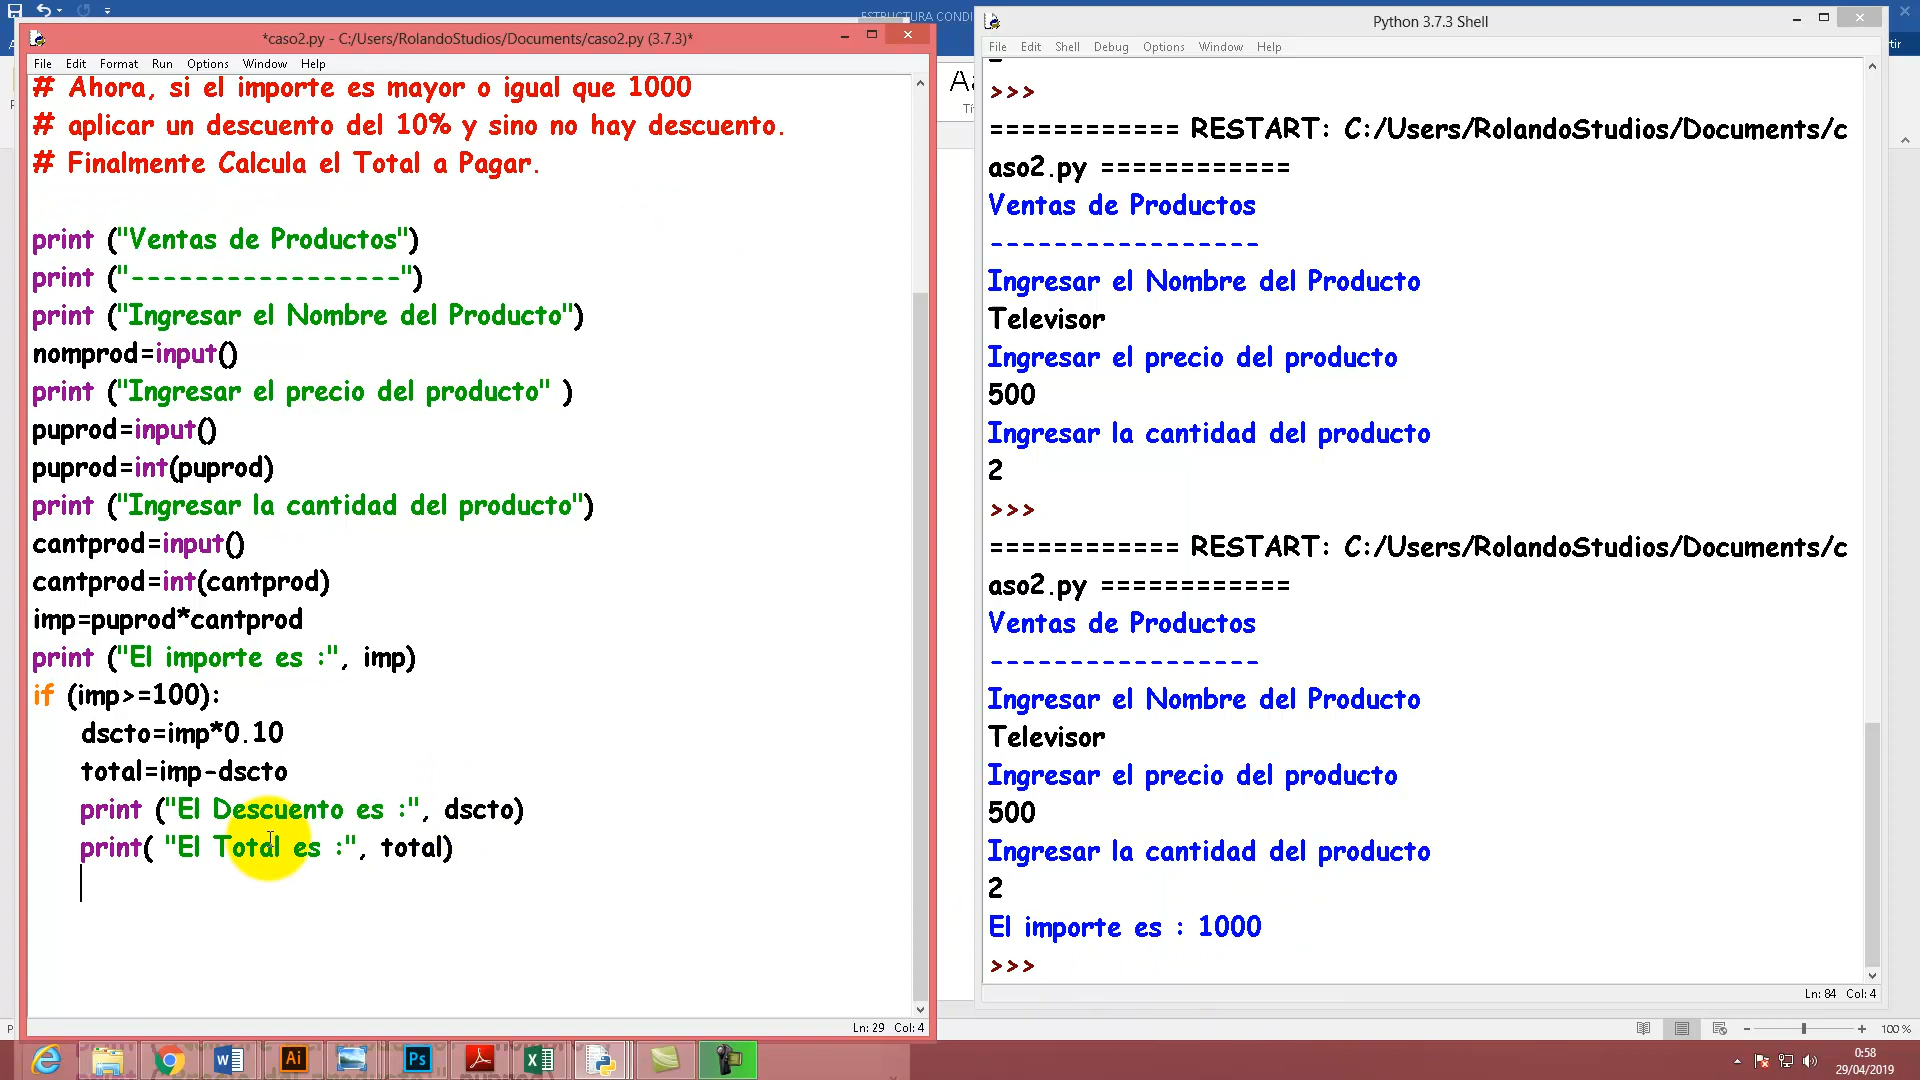 ESTRUCTURA CONDI
*caso2.py - C:/Users/RolandoStudios/Documents/caso2.py (3.7.3)*
File Edit Format Run Options Window Help
# Ahora, si el importe es mayor o igual que 1000
# aplicar un descuento del 10% y sino no hay descuento.
# Finalmente Calcula el Total a Pagar.
print ("Ventas de Productos")
print ("-----------------")
print ("Ingresar el Nombre del Producto")
nomprod=input()
print ("Ingresar el precio del producto" )
puprod=input()
puprod=int(puprod)
print ("Ingresar la cantidad del producto")
cantprod=input()
cantprod=int(cantprod)
imp=puprod*cantprod
print ("El importe es :", imp)
if (imp>=100):
dscto=imp*0.10
total=imp-dscto
print ("El Descuento es :", dscto)
print( "El Total es :", total)
Ln: 29 Col: 4
Python 3.7.3 Shell
File Edit Shell Debug Options Window Help
>>>
============ RESTART: C:/Users/RolandoStudios/Documents/c
aso2.py ============
Ventas de Productos
-----------------
Ingresar el Nombre del Producto
Televisor
Ingresar el precio del producto
500
Ingresar la cantidad del producto
2
>>>
============ RESTART: C:/Users/RolandoStudios/Documents/c
aso2.py ============
Ventas de Productos
-----------------
Ingresar el Nombre del Producto
Televisor
Ingresar el precio del producto
500
Ingresar la cantidad del producto
2
El importe es : 1000
>>>
Ln: 84 Col: 4
100 %
0:58
29/04/2019